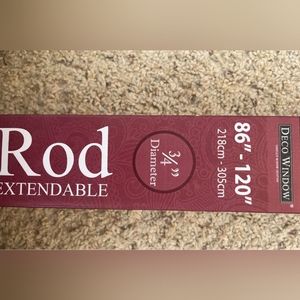 Rod
EXTENDABLE
3/4"
Diameter
86" - 120"
218cm - 305cm
DECO WINDOW